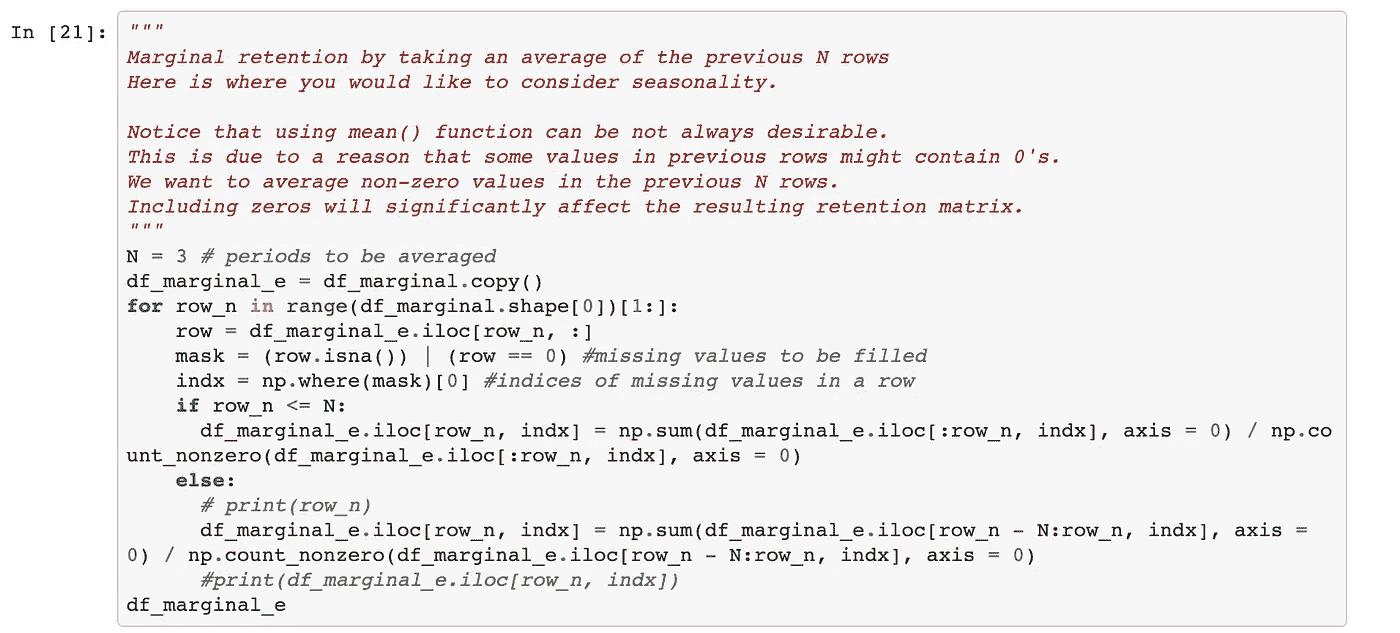 In [21]: """
Marginal retention by taking an average of the previous N rows
Here is where you would like to consider seasonality.

Notice that using mean() function can be not always desirable.
This is due to a reason that some values in previous rows might contain 0's.
We want to average non-zero values in the previous N rows.
Including zeros will significantly affect the resulting retention matrix.
"""
N = 3 # periods to be averaged
df_marginal_e = df_marginal.copy()
for row_n in range(df_marginal.shape[0])[1:]:
    row = df_marginal_e.iloc[row_n, :]
    mask = (row.isna()) | (row == 0) #missing values to be filled
    indx = np.where(mask)[0] #indices of missing values in a row
    if row_n <= N:
      df_marginal_e.iloc[row_n, indx] = np.sum(df_marginal_e.iloc[:row_n, indx], axis = 0) / np.co
unt_nonzero(df_marginal_e.iloc[:row_n, indx], axis = 0)
    else:
      # print(row_n)
      df_marginal_e.iloc[row_n, indx] = np.sum(df_marginal_e.iloc[row_n - N:row_n, indx], axis =
0) / np.count_nonzero(df_marginal_e.iloc[row_n - N:row_n, indx], axis = 0)
      #print(df_marginal_e.iloc[row_n, indx])
df_marginal_e